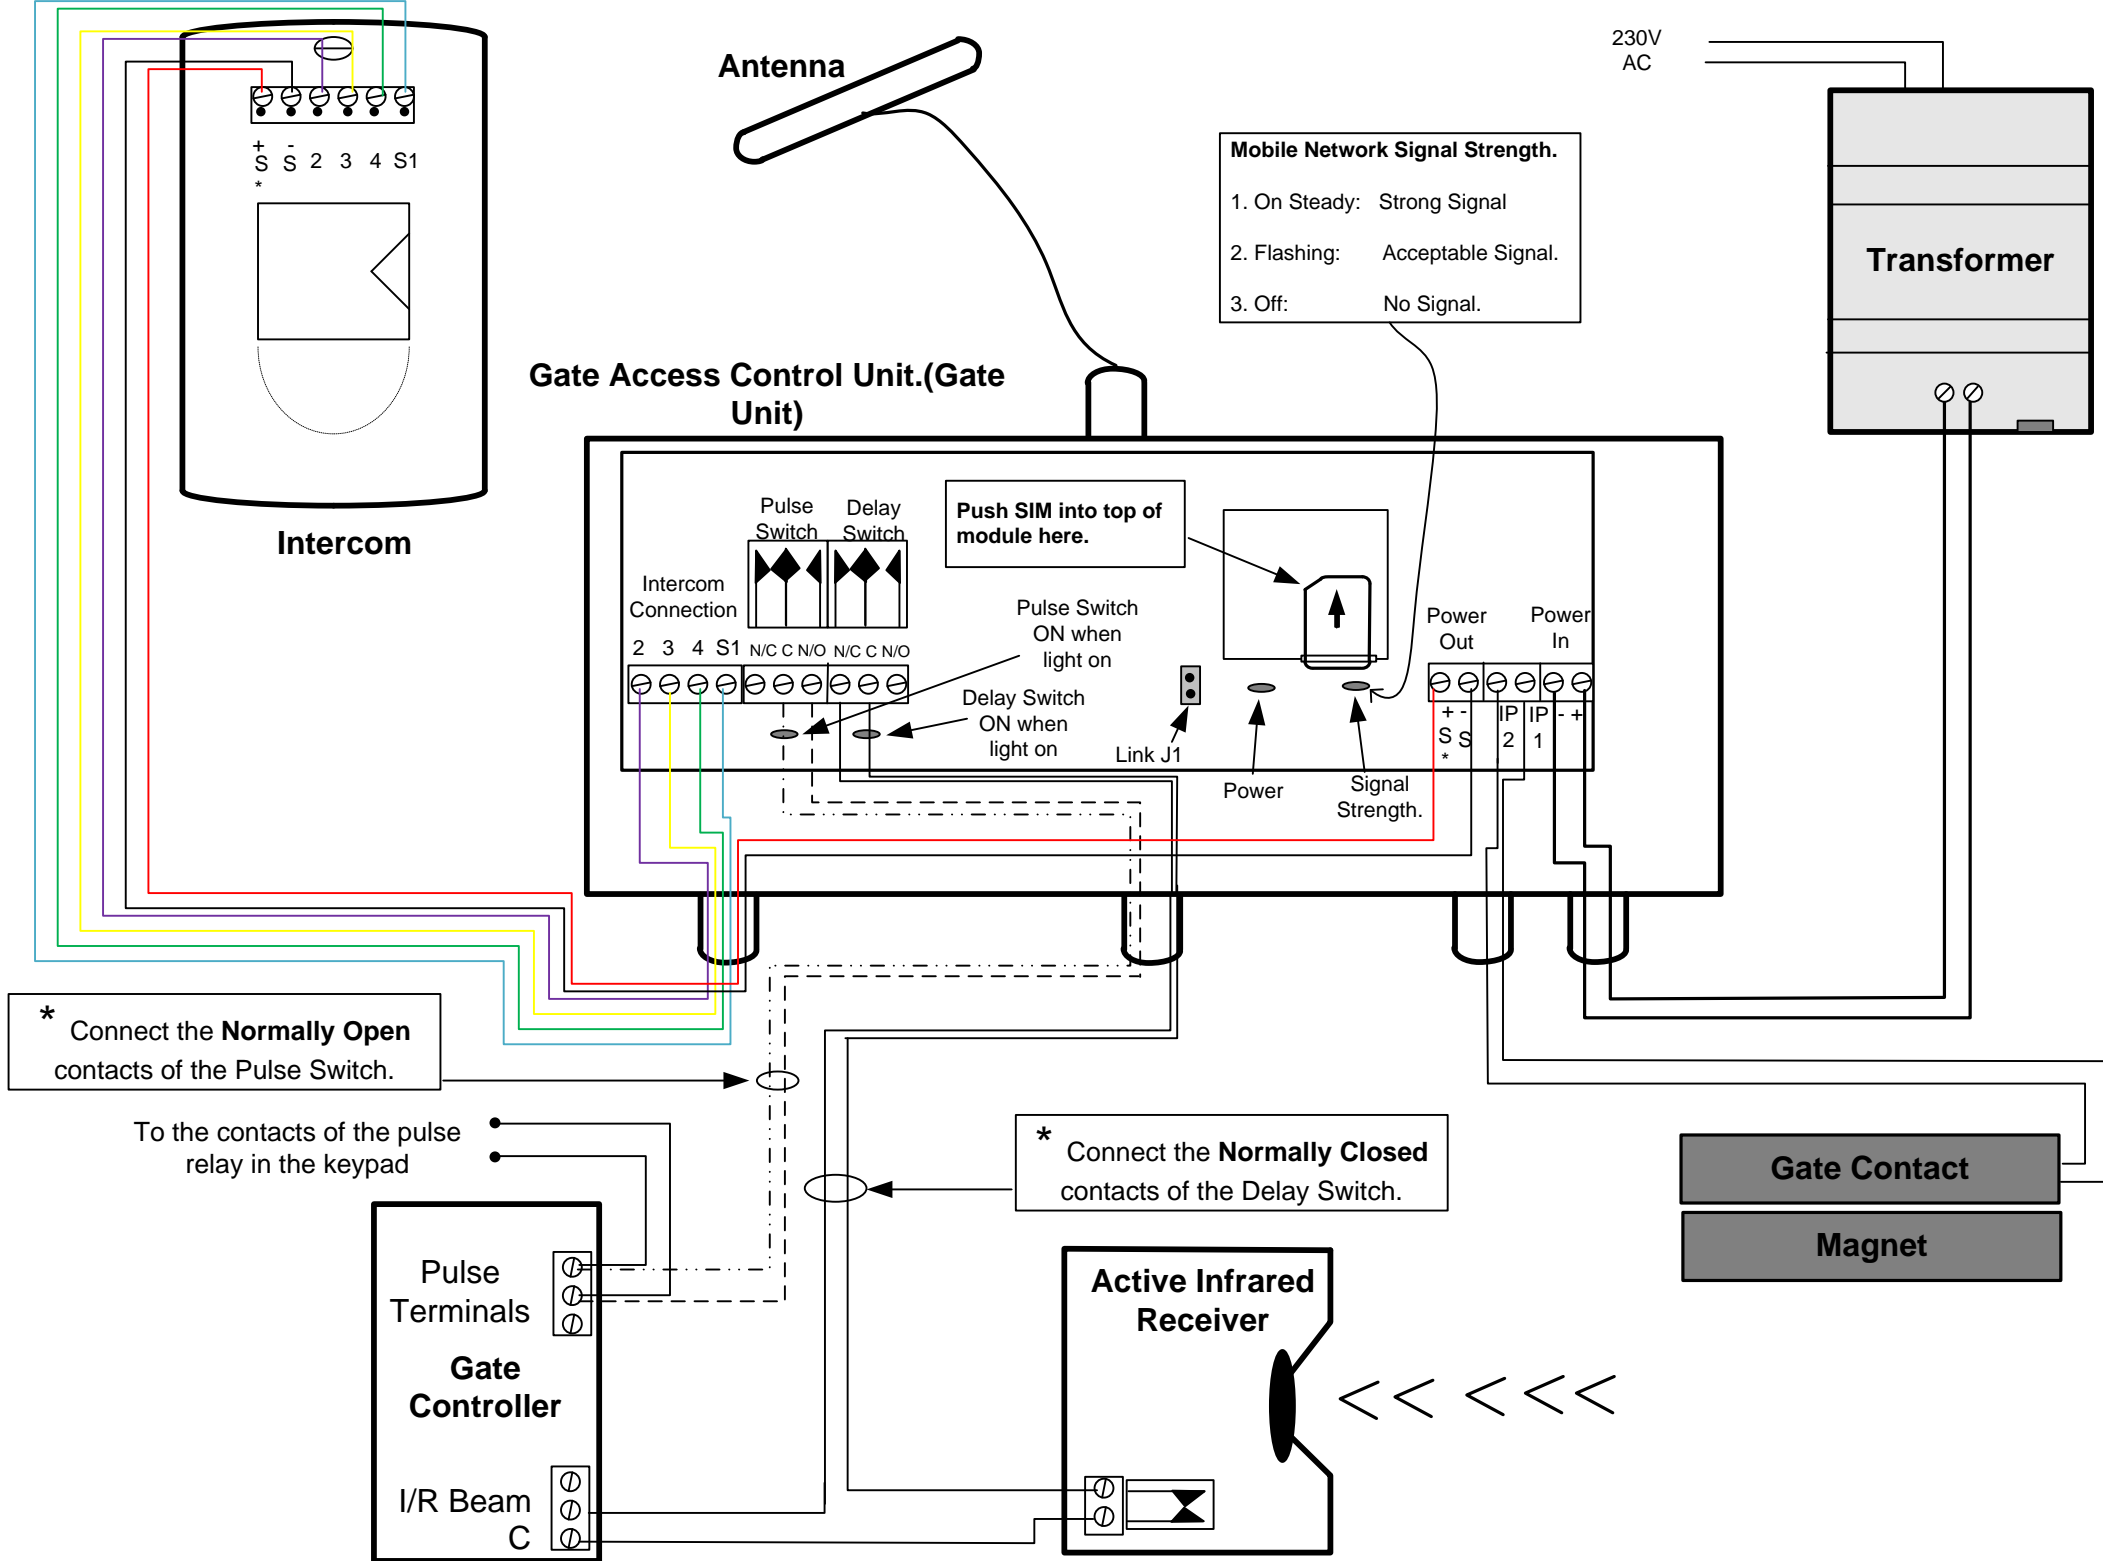 230V
AC
Antenna
Mobile Network Signal Strength.
1. On Steady: Strong Signal
2. Flashing: Acceptable Signal.
3. Off: No Signal.
+ -
S S 2 3 4 S1
*
Transformer
Gate Access Control Unit.(Gate
Unit)
Intercom
Pulse
Switch
Delay
Switch
Push SIM into top of
module here.
Intercom
Connection
2 3 4 S1 N/C C N/O N/C C N/O
Pulse Switch
ON when
light on
Delay Switch
ON when
light on
Link J1
Power
Signal
Strength.
Power
Out
Power
In
+ - IP IP - +
S S 2 1
*
* Connect the Normally Open
contacts of the Pulse Switch.
To the contacts of the pulse
relay in the keypad
* Connect the Normally Closed
contacts of the Delay Switch.
Gate Contact
Magnet
Pulse
Terminals
Gate
Controller
I/R Beam
C
Active Infrared
Receiver